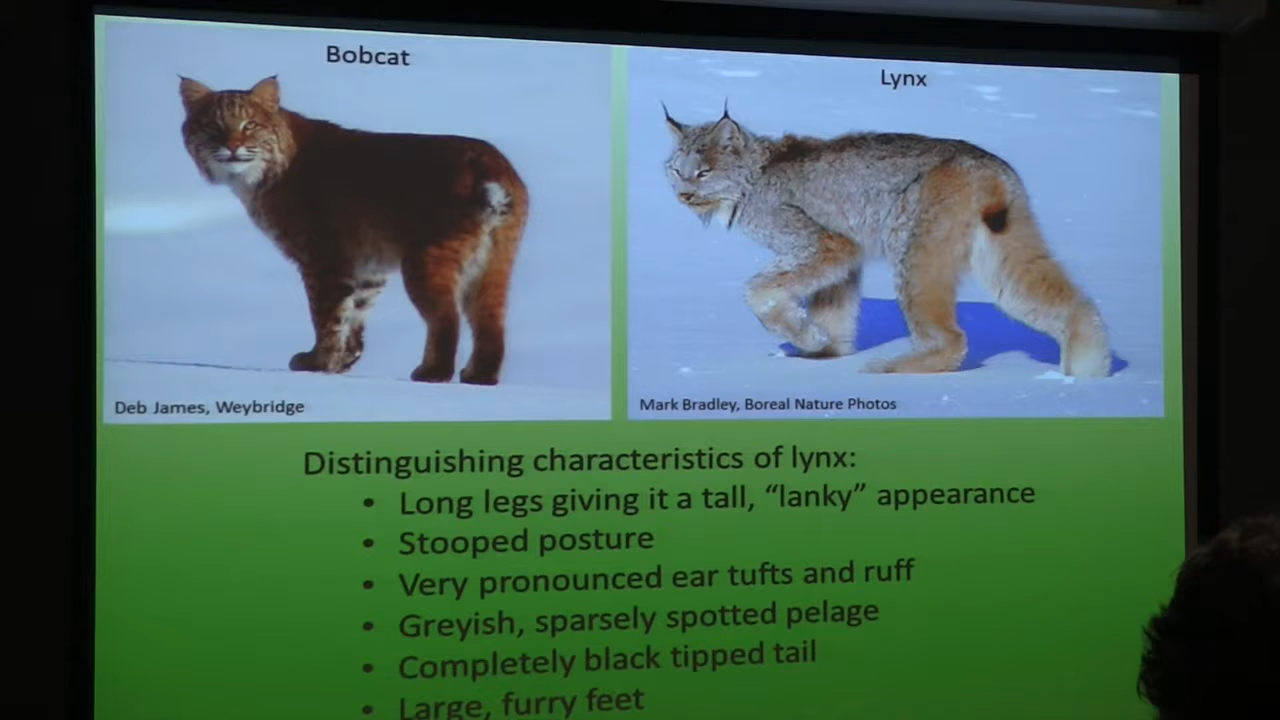 Bobcat
Lynx
Deb James, Weybridge
Mark Bradley, Boreal Nature Photos
Distinguishing characteristics of lynx:
• Long legs giving it a tall, “lanky” appearance
• Stooped posture
• Very pronounced ear tufts and ruff
• Greyish, sparsely spotted pelage
• Completely black tipped tail
• Large, furry feet